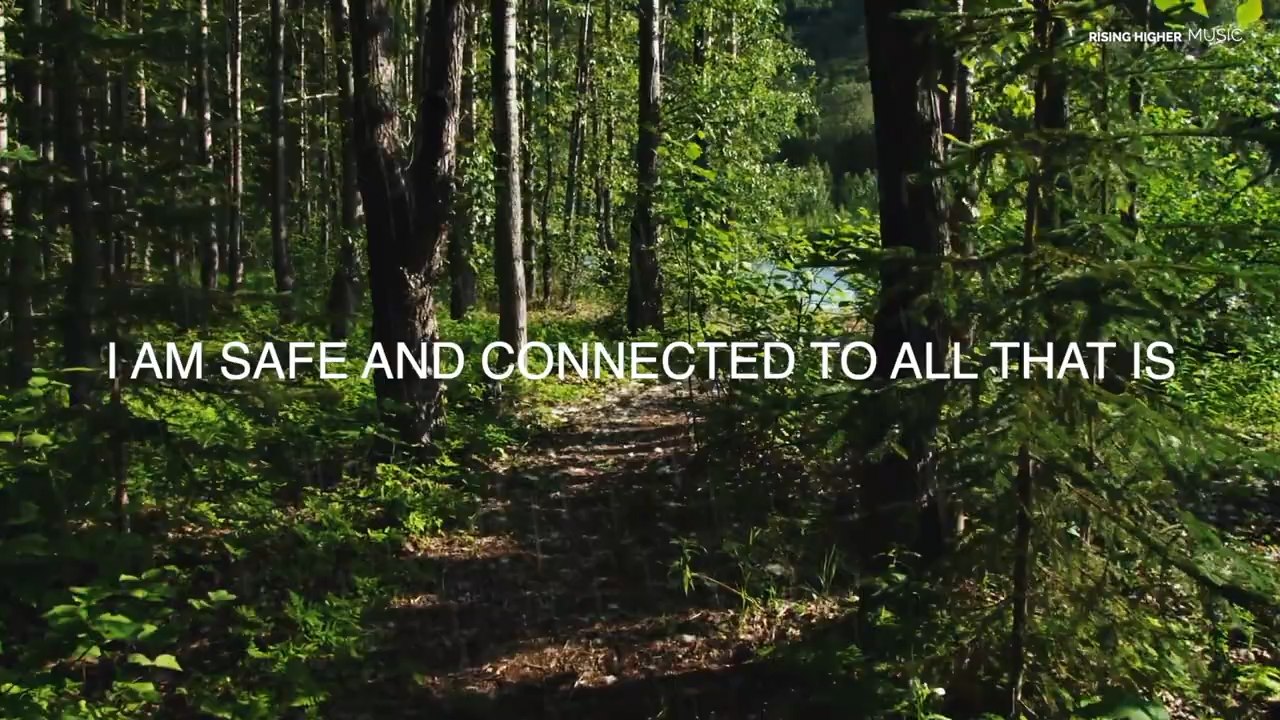 RISING HIGHER MUSIC
I AM SAFE AND CONNECTED TO ALL THAT IS